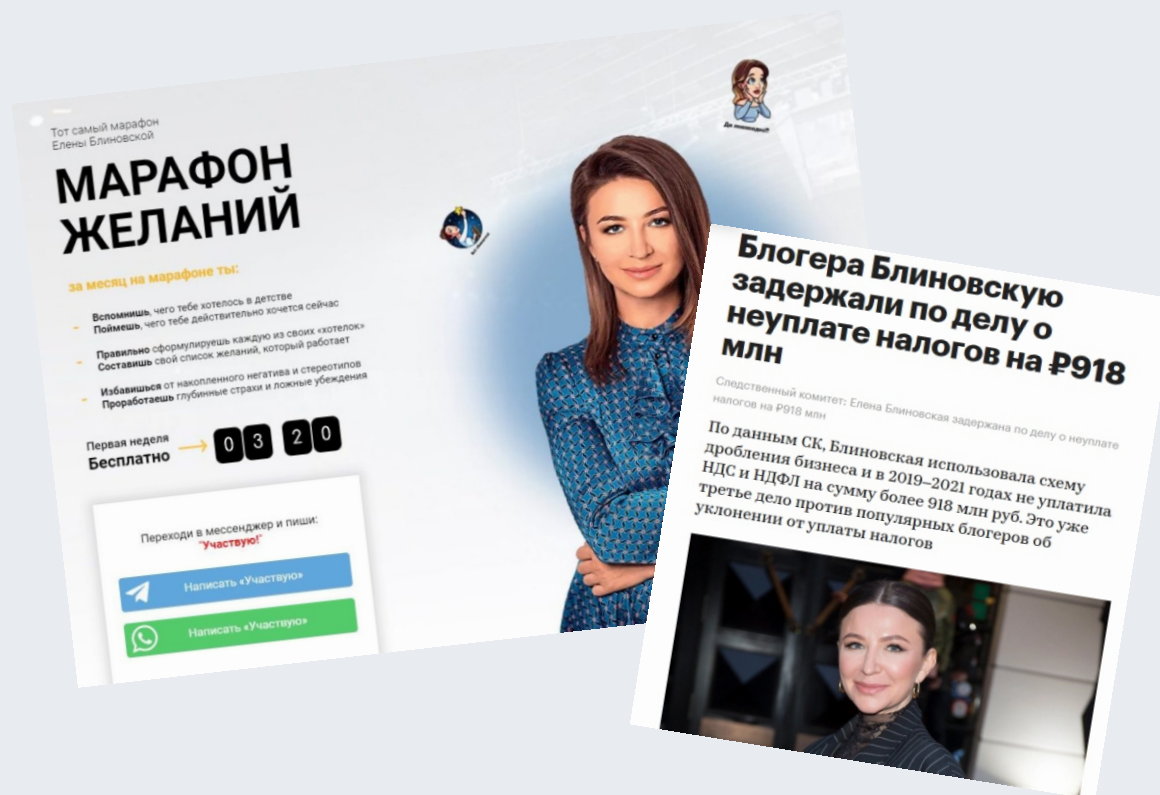 Тот самый марафон
Елены Блиновской
МАРАФОН
ЖЕЛАНИЙ
за месяц на марафоне ты:
Вспомнишь, чего тебе хотелось в детстве
Поймешь, чего тебе действительно хочется сейчас
Правильно сформулируешь каждую из своих «хотелок»
Составишь свой список желаний, который работает
Избавишься от накопленного негатива и стереотипов
Проработаешь глубинные страхи и ложные убеждения
Первая неделя
Бесплатно
03 20
Переходи в мессенджер и пиши:
"Участвую!"
Написать «Участвую»
Написать «Участвую»
Блогера Блиновскую
задержали по делу о
неуплате налогов на ₽918
млн
Следственный комитет: Елена Блиновская задержана по делу о неуплате
налогов на ₽918 млн
По данным СК, Блиновская использовала схему
дробления бизнеса и в 2019–2021 годах не уплатила
НДС и НДФЛ на сумму более 918 млн руб. Это уже
третье дело против популярных блогеров об
уклонении от уплаты налогов